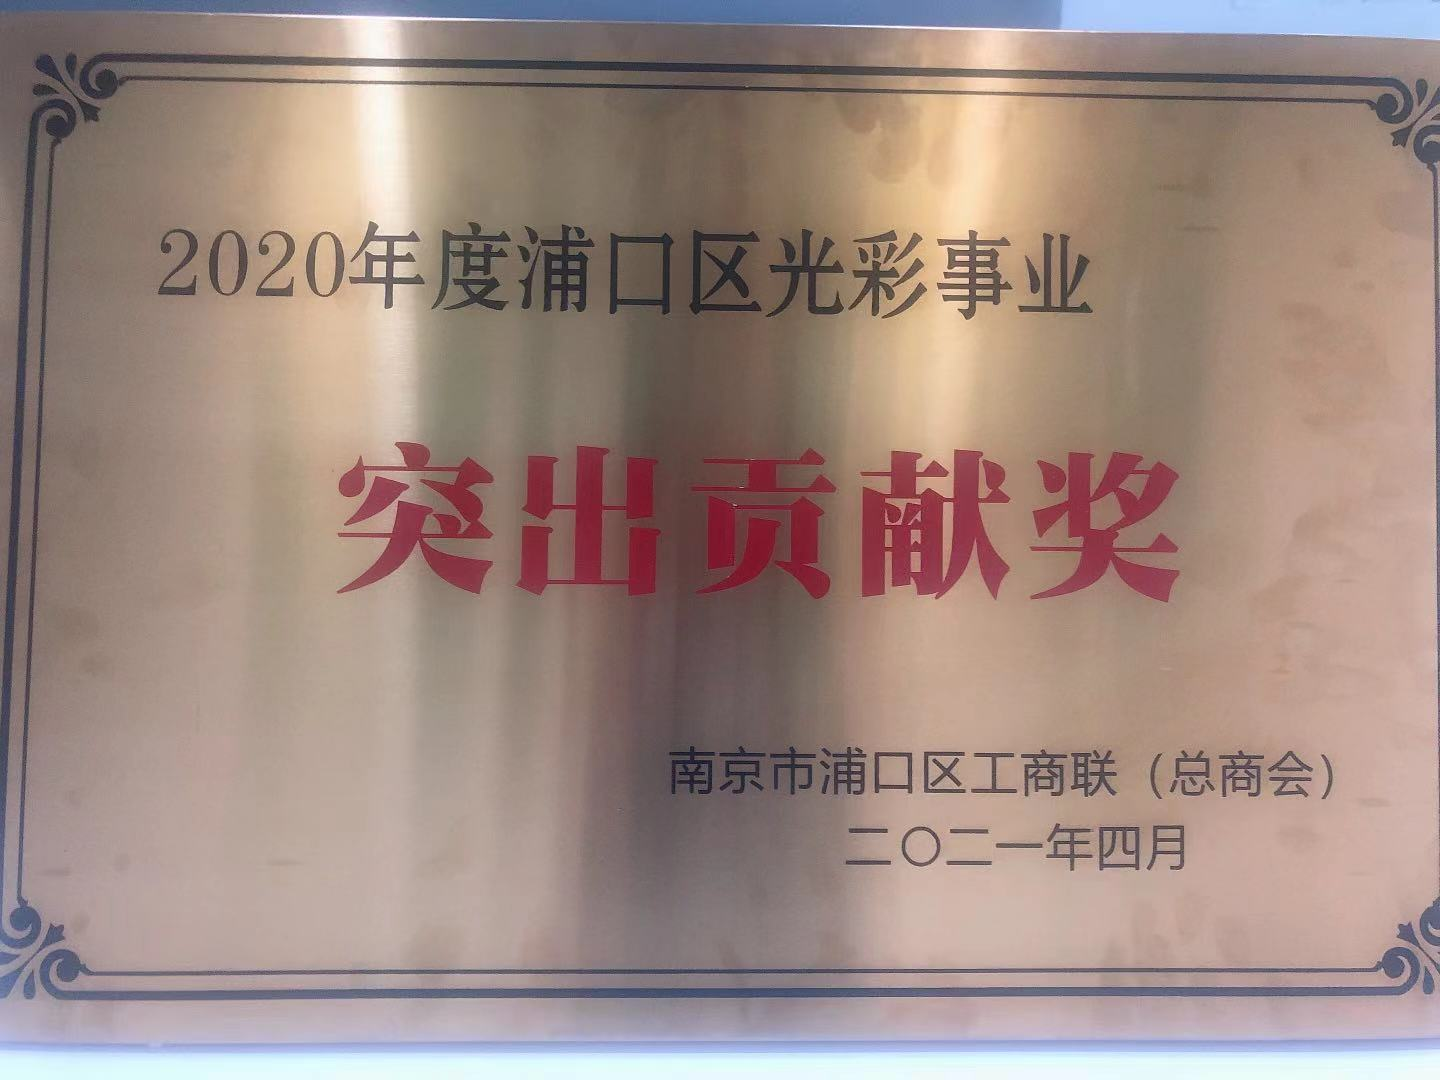 2020年度浦口区光彩事业
突出贡献奖
南京市浦口区工商联（总商会）
二〇二一年四月